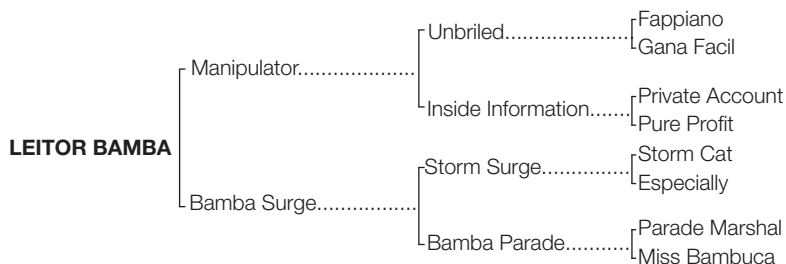 Unbriled.......................
Fappiano
Gana Facil
Manipulator.....................
Inside Information.......
Private Account
Pure Profit
LEITOR BAMBA
Storm Surge................
Storm Cat
Especially
Bamba Surge..................
Bamba Parade...........
Parade Marshal
Miss Bambuca